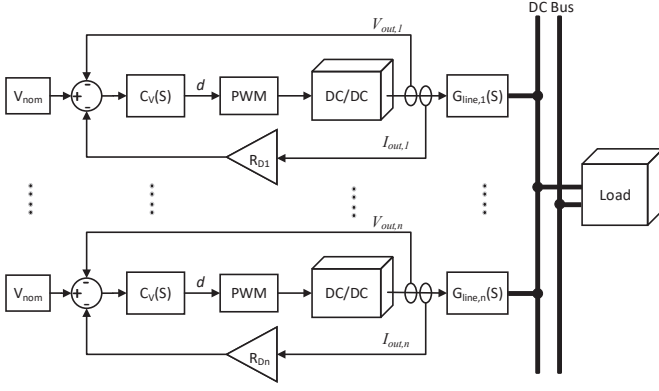 DC Bus
V_out,1
V_nom
+
-
-
C_V(S)
d
PWM
DC/DC
G_line,1(S)
R_D1
I_out,1
Load
V_out,n
V_nom
+
-
-
C_V(S)
d
PWM
DC/DC
G_line,n(S)
R_Dn
I_out,n